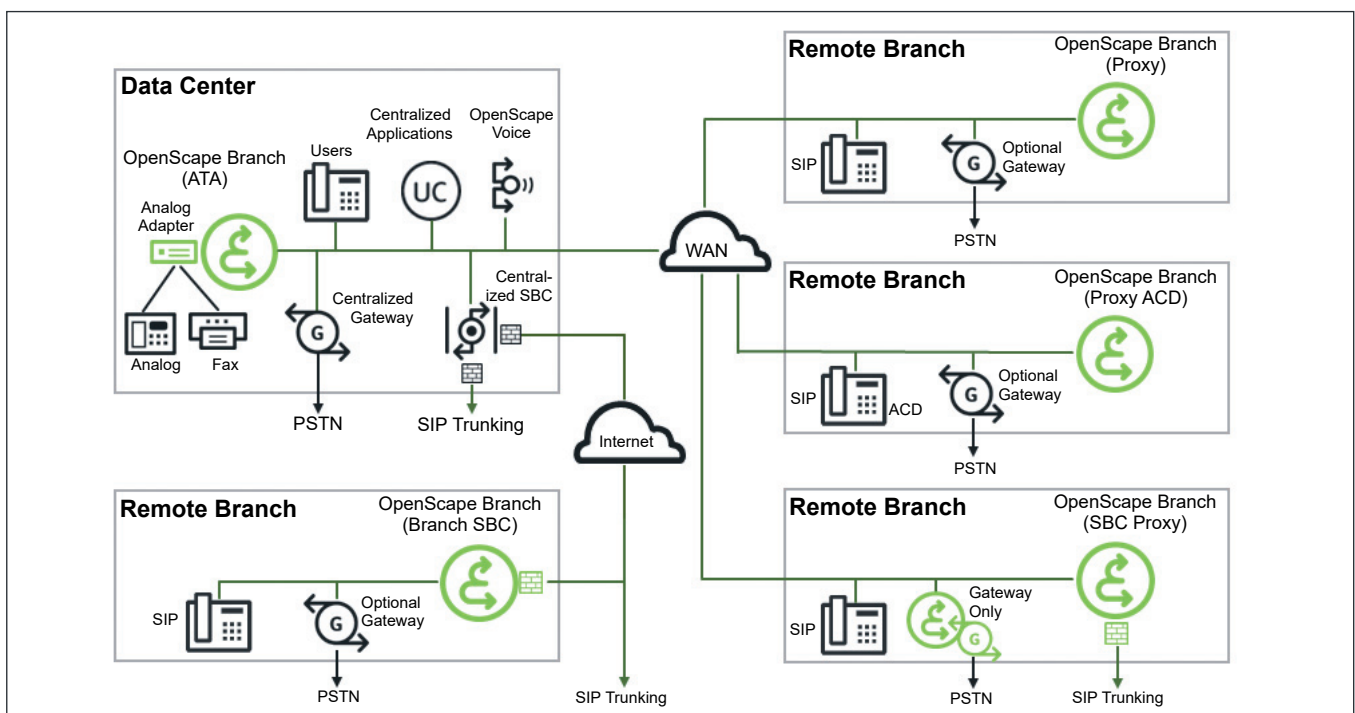 Data Center
OpenScape Branch
(ATA)
Analog
Adapter
Analog
Fax
Users
Centralized
Applications
UC
OpenScape
Voice
Centralized
Gateway
G
PSTN
Central-
ized SBC
SIP Trunking
WAN
Internet
Remote Branch
OpenScape Branch
(Branch SBC)
SIP
Optional
Gateway
G
PSTN
SIP Trunking
Remote Branch
OpenScape Branch
(Proxy)
SIP
G
Optional
Gateway
PSTN
Remote Branch
OpenScape Branch
(Proxy ACD)
SIP
ACD
G
Optional
Gateway
PSTN
Remote Branch
OpenScape Branch
(SBC Proxy)
SIP
Gateway
Only
G
PSTN
SIP Trunking